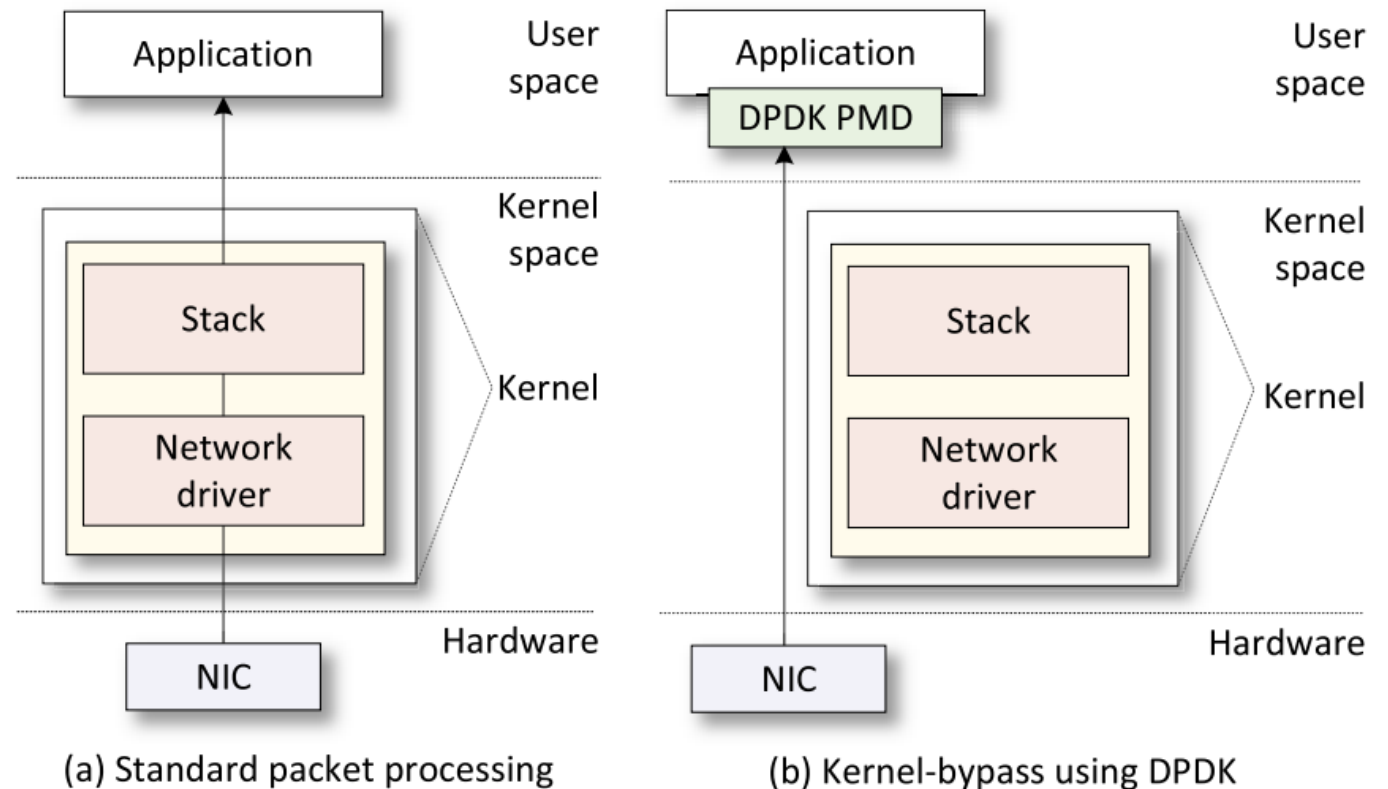 Application
User
space
Kernel
space
Stack
Kernel
Network
driver
Hardware
NIC
(a) Standard packet processing
Application
User
space
DPDK PMD
Kernel
space
Stack
Kernel
Network
driver
Hardware
NIC
(b) Kernel-bypass using DPDK